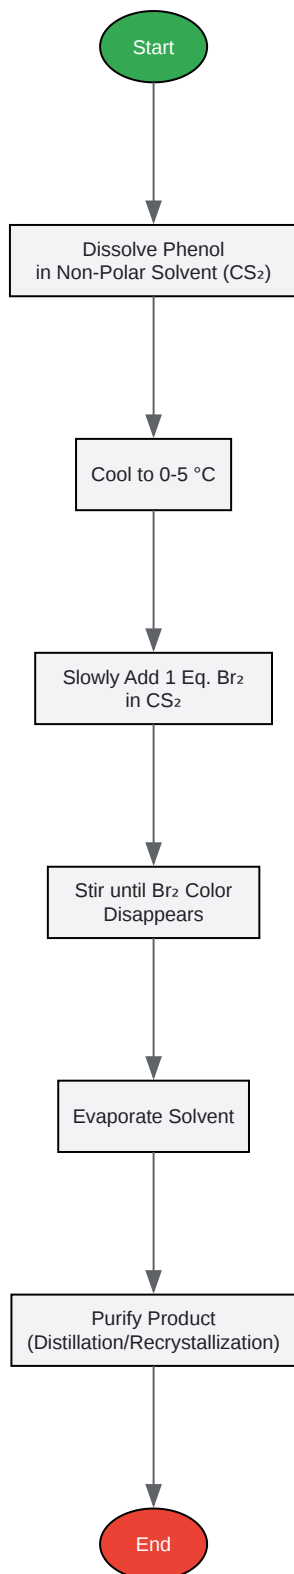 Start
Dissolve Phenol
in Non-Polar Solvent (CS₂)
Cool to 0-5 °C
Slowly Add 1 Eq. Br₂
in CS₂
Stir until Br₂ Color
Disappears
Evaporate Solvent
Purify Product
(Distillation/Recrystallization)
End